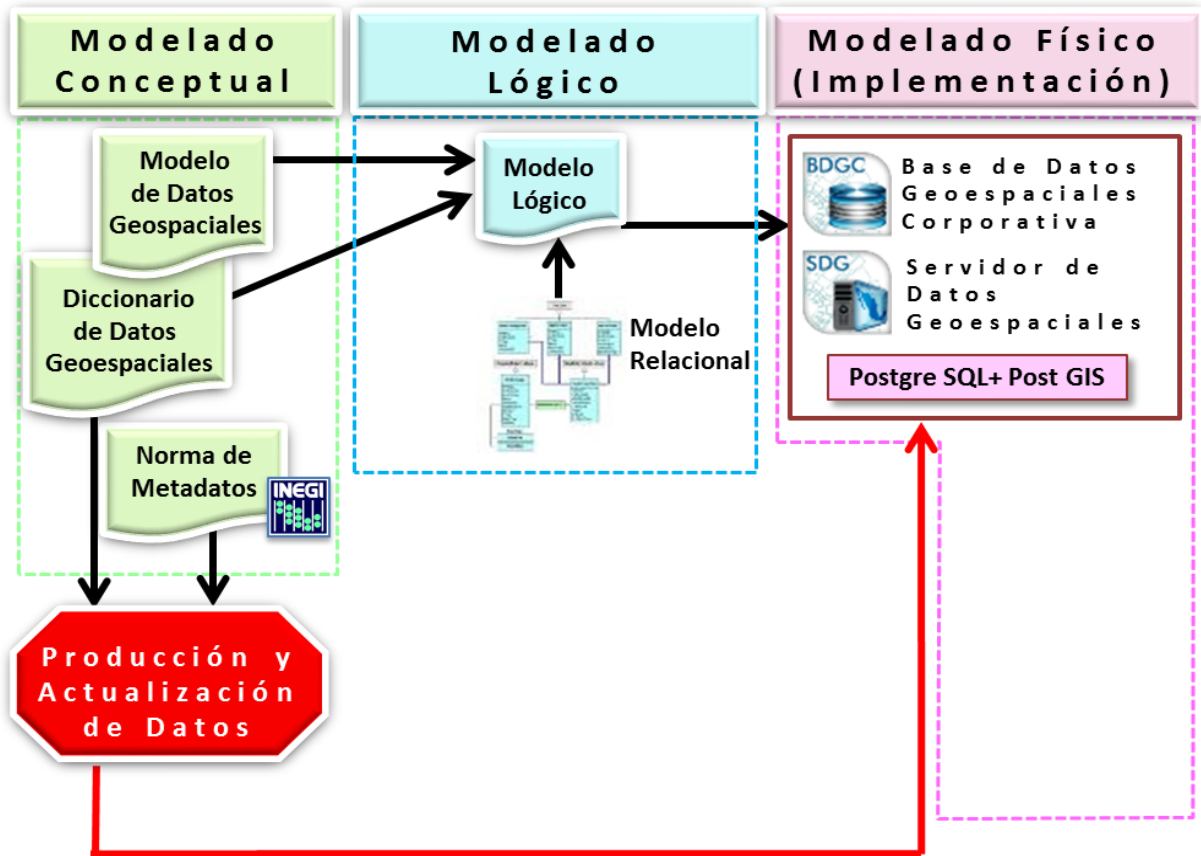 Modelado
Conceptual
Modelado
Lógico
Modelado Físico
(Implementación)
Modelo
de Datos
Geospaciales
Diccionario
de Datos
Geoespaciales
Norma de
Metadatos
INEGI
Modelo
Lógico
Modelo
Relacional
BDGC
Base de Datos
Geoespaciales
Corporativa
SDG
Servidor de
Datos
Geoespaciales
Postgre SQL+ Post GIS
Producción y
Actualización
de Datos